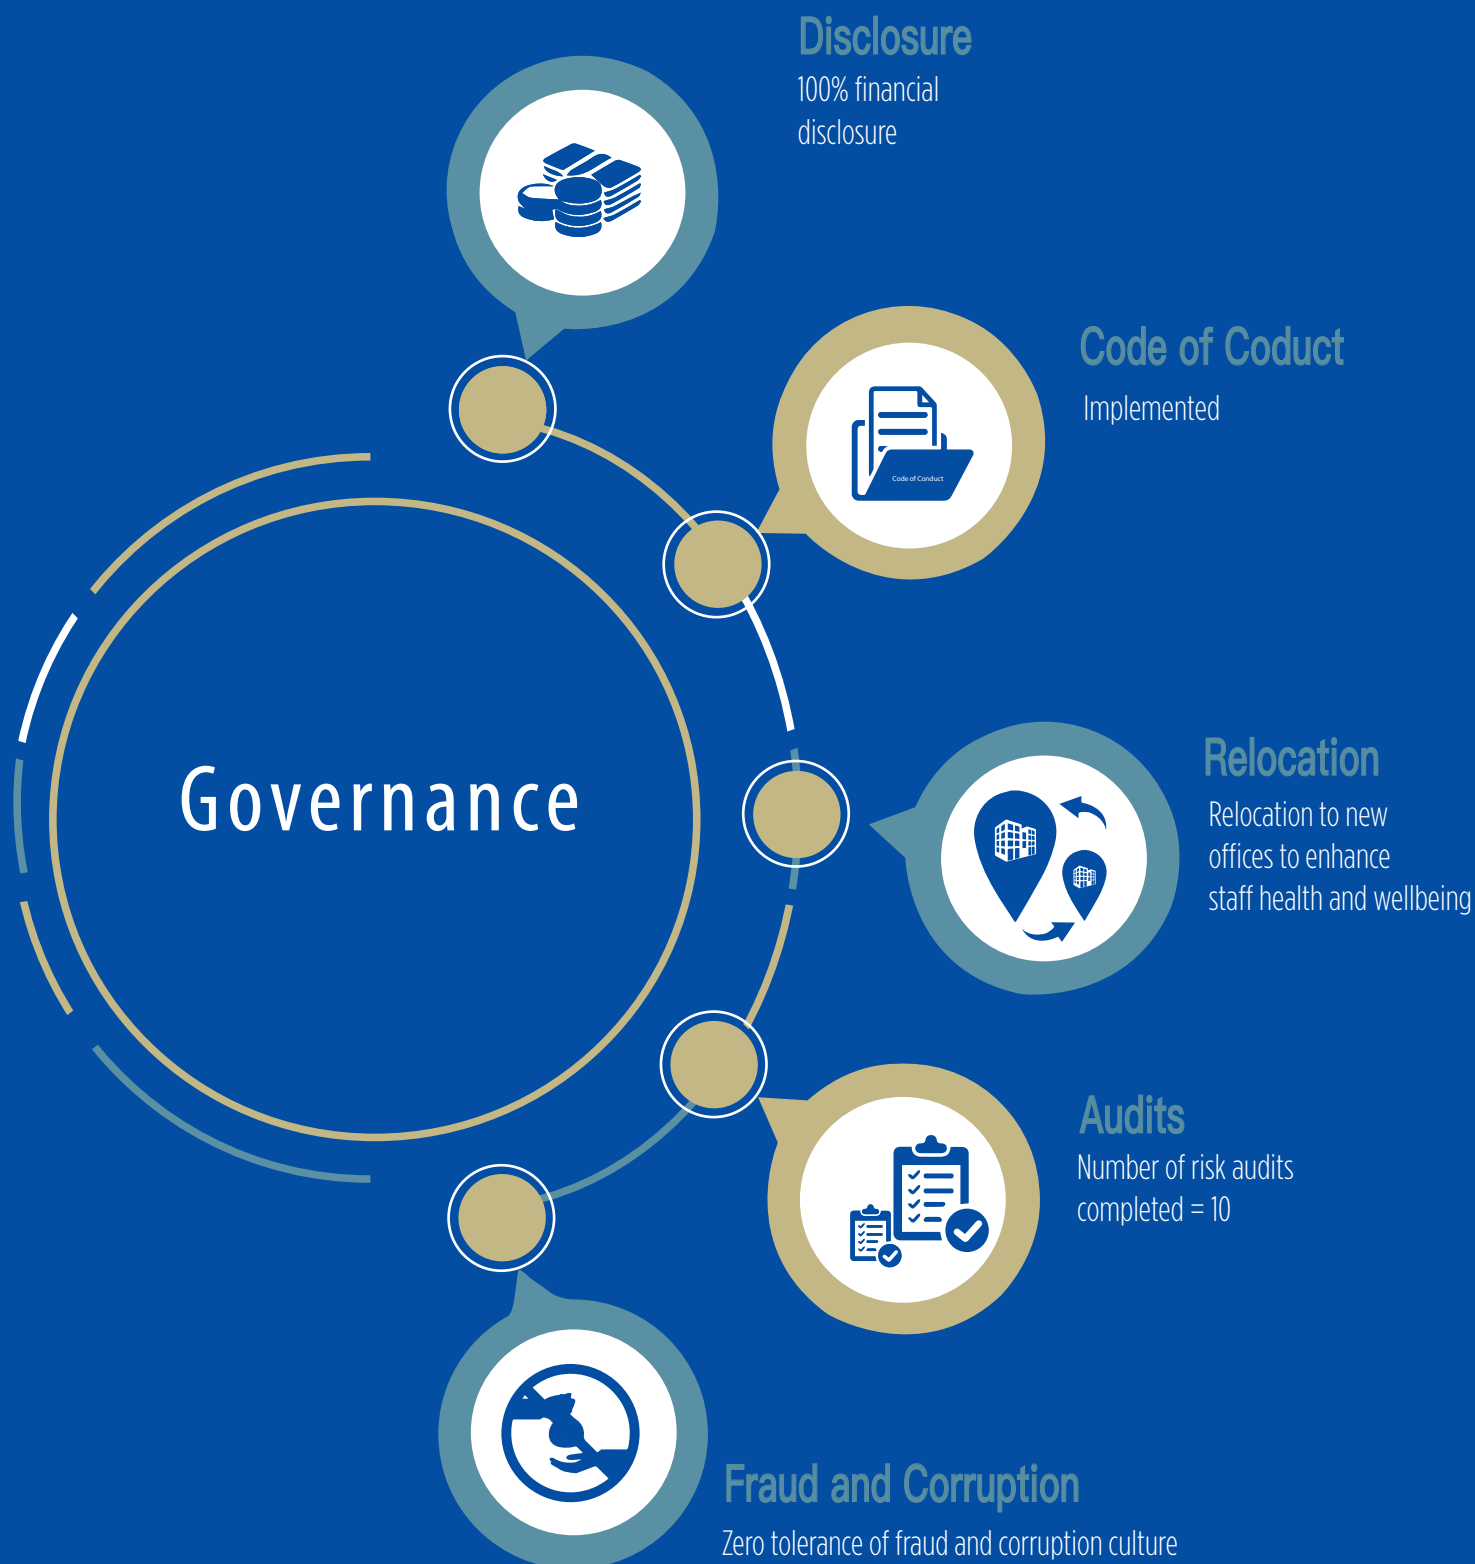 Disclosure
100% financial
disclosure
Code of Coduct
Implemented
Code of Conduct
Governance
Relocation
Relocation to new
offices to enhance
staff health and wellbeing
Audits
Number of risk audits
completed = 10
Fraud and Corruption
Zero tolerance of fraud and corruption culture